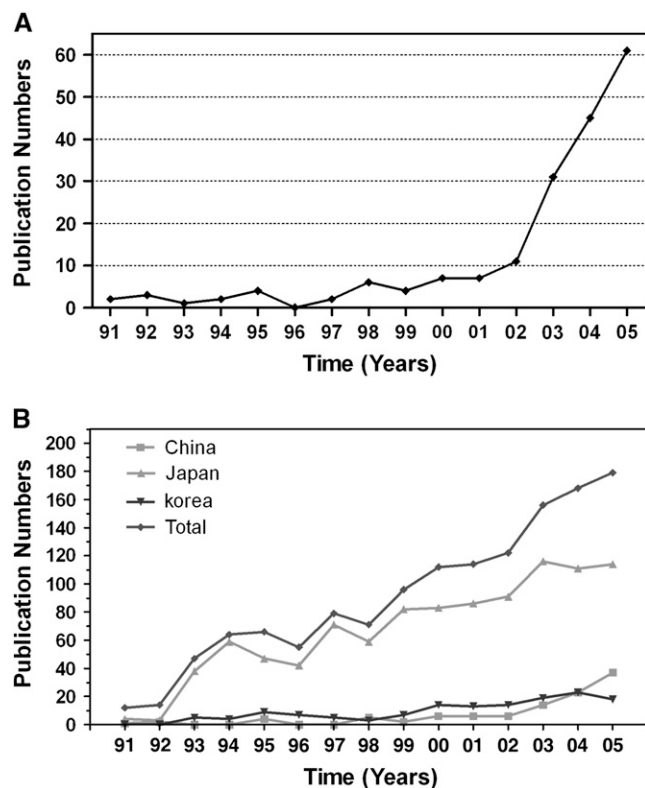 A
Publication Numbers
60
50
40
30
20
10
0
91 92 93 94 95 96 97 98 99 00 01 02 03 04 05
Time (Years)
B
Publication Numbers
200
180
160
140
120
100
80
60
40
20
0
China
Japan
korea
Total
91 92 93 94 95 96 97 98 99 00 01 02 03 04 05
Time (Years)